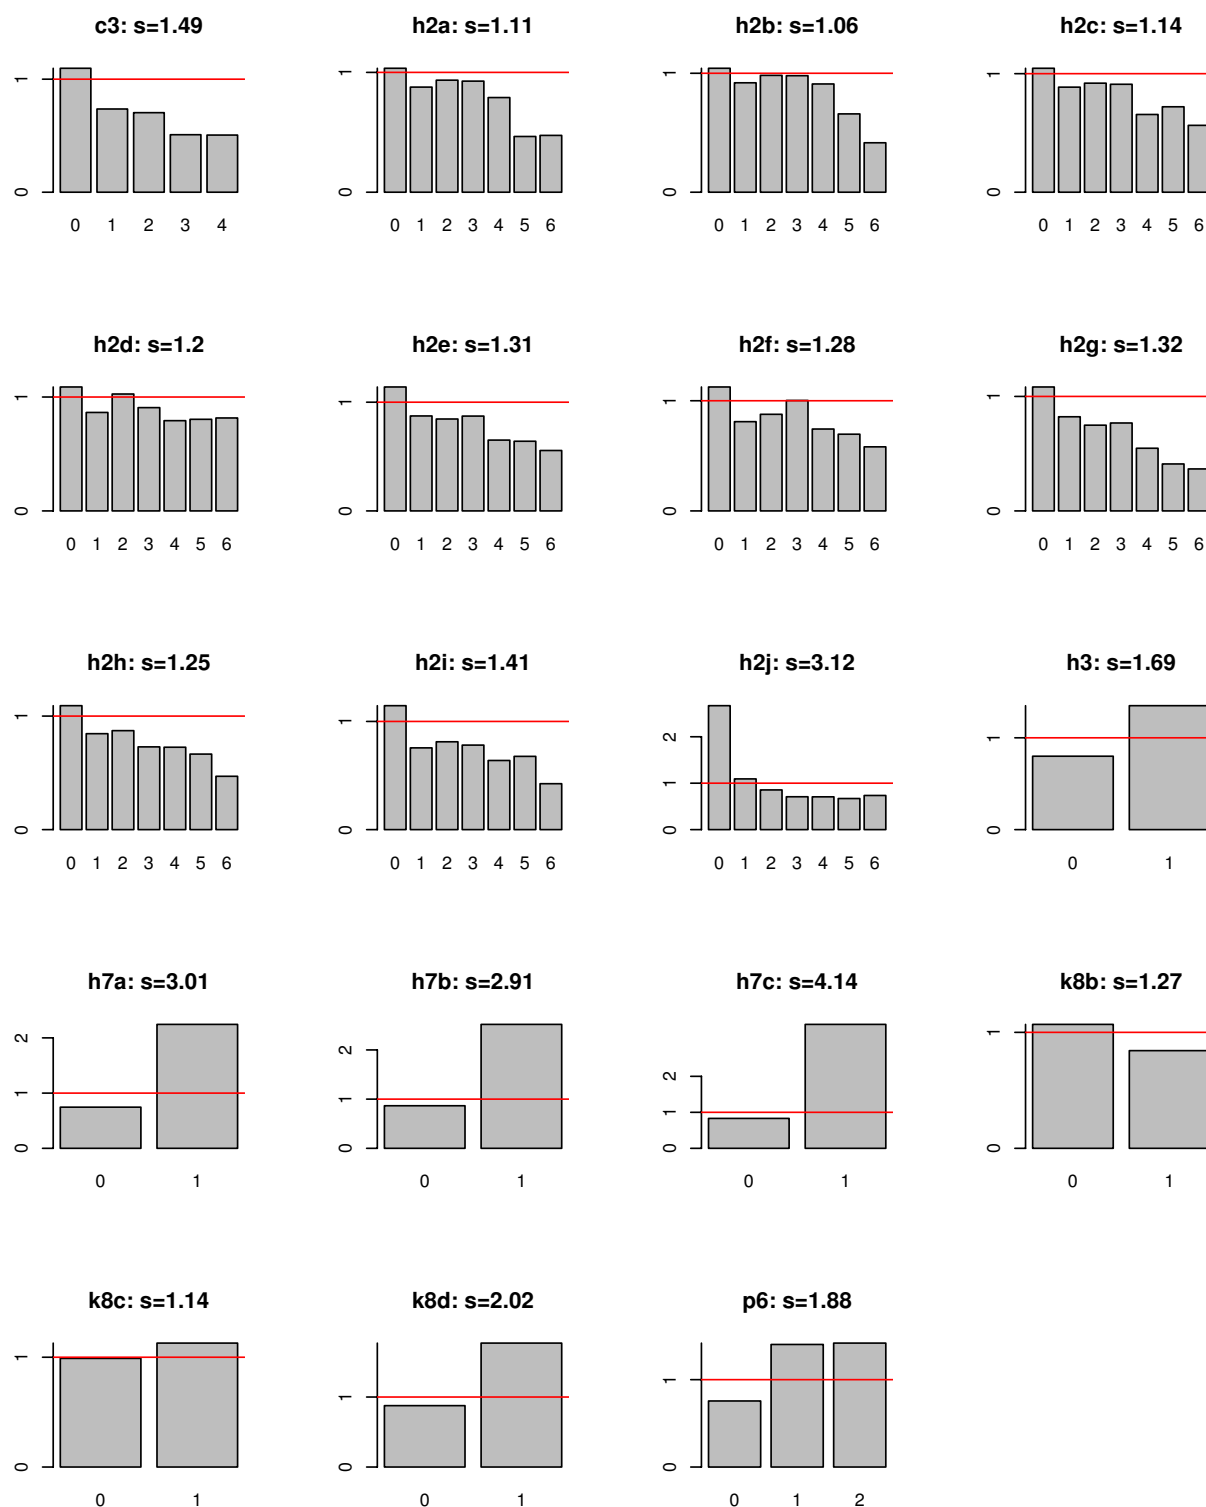 c3: s=1.49
1
0
0 1 2 3 4
h2a: s=1.11
1
0
0 1 2 3 4 5 6
h2b: s=1.06
1
0
0 1 2 3 4 5 6
h2c: s=1.14
1
0
0 1 2 3 4 5 6
h2d: s=1.2
1
0
0 1 2 3 4 5 6
h2e: s=1.31
1
0
0 1 2 3 4 5 6
h2f: s=1.28
1
0
0 1 2 3 4 5 6
h2g: s=1.32
1
0
0 1 2 3 4 5 6
h2h: s=1.25
1
0
0 1 2 3 4 5 6
h2i: s=1.41
1
0
0 1 2 3 4 5 6
h2j: s=3.12
2
1
0
0 1 2 3 4 5 6
h3: s=1.69
1
0
0 1
h7a: s=3.01
2
1
0
0 1
h7b: s=2.91
2
1
0
0 1
h7c: s=4.14
2
1
0
0 1
k8b: s=1.27
1
0
0 1
k8c: s=1.14
1
0
0 1
k8d: s=2.02
1
0
0 1
p6: s=1.88
1
0
0 1 2